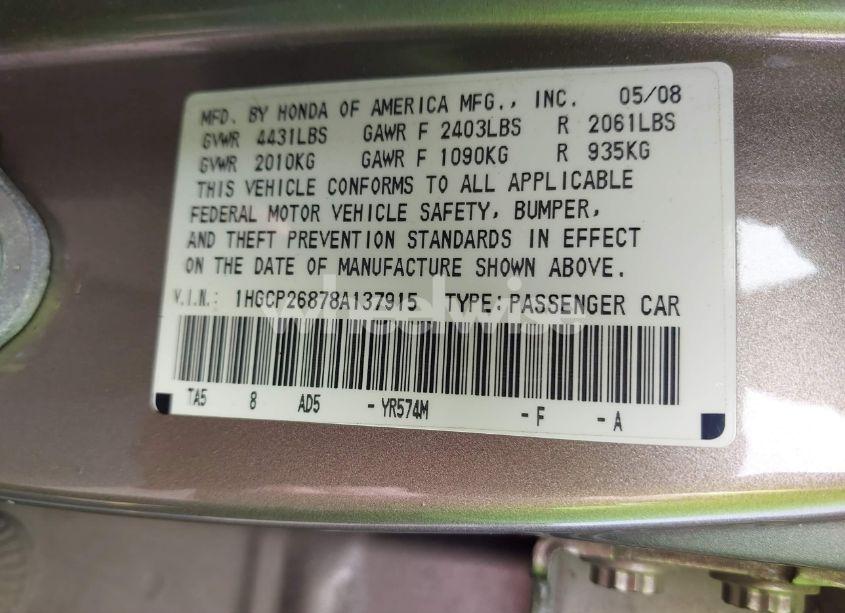 MFD. BY HONDA OF AMERICA MFG., INC. 05/08
GVWR 4431LBS GAWR F 2403LBS R 2061LBS
GVWR 2010KG GAWR F 1090KG R 935KG
THIS VEHICLE CONFORMS TO ALL APPLICABLE
FEDERAL MOTOR VEHICLE SAFETY, BUMPER,
AND THEFT PREVENTION STANDARDS IN EFFECT
ON THE DATE OF MANUFACTURE SHOWN ABOVE.
V.I.N.: 1HGCP26878A137915 TYPE:PASSENGER CAR
wheelwise
TA5 8 AD5 -YR574M -F -A